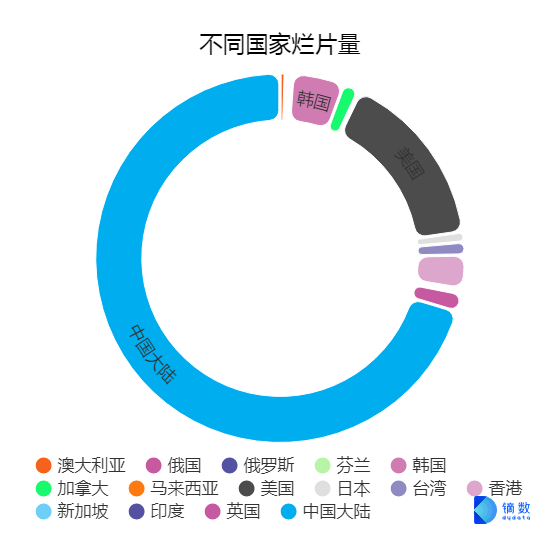 不同国家烂片量
韩国
美国
中国大陆
澳大利亚 俄国 俄罗斯 芬兰 韩国
加拿大 马来西亚 美国 日本 台湾 香港
新加坡 印度 英国 中国大陆
镝数
dydata